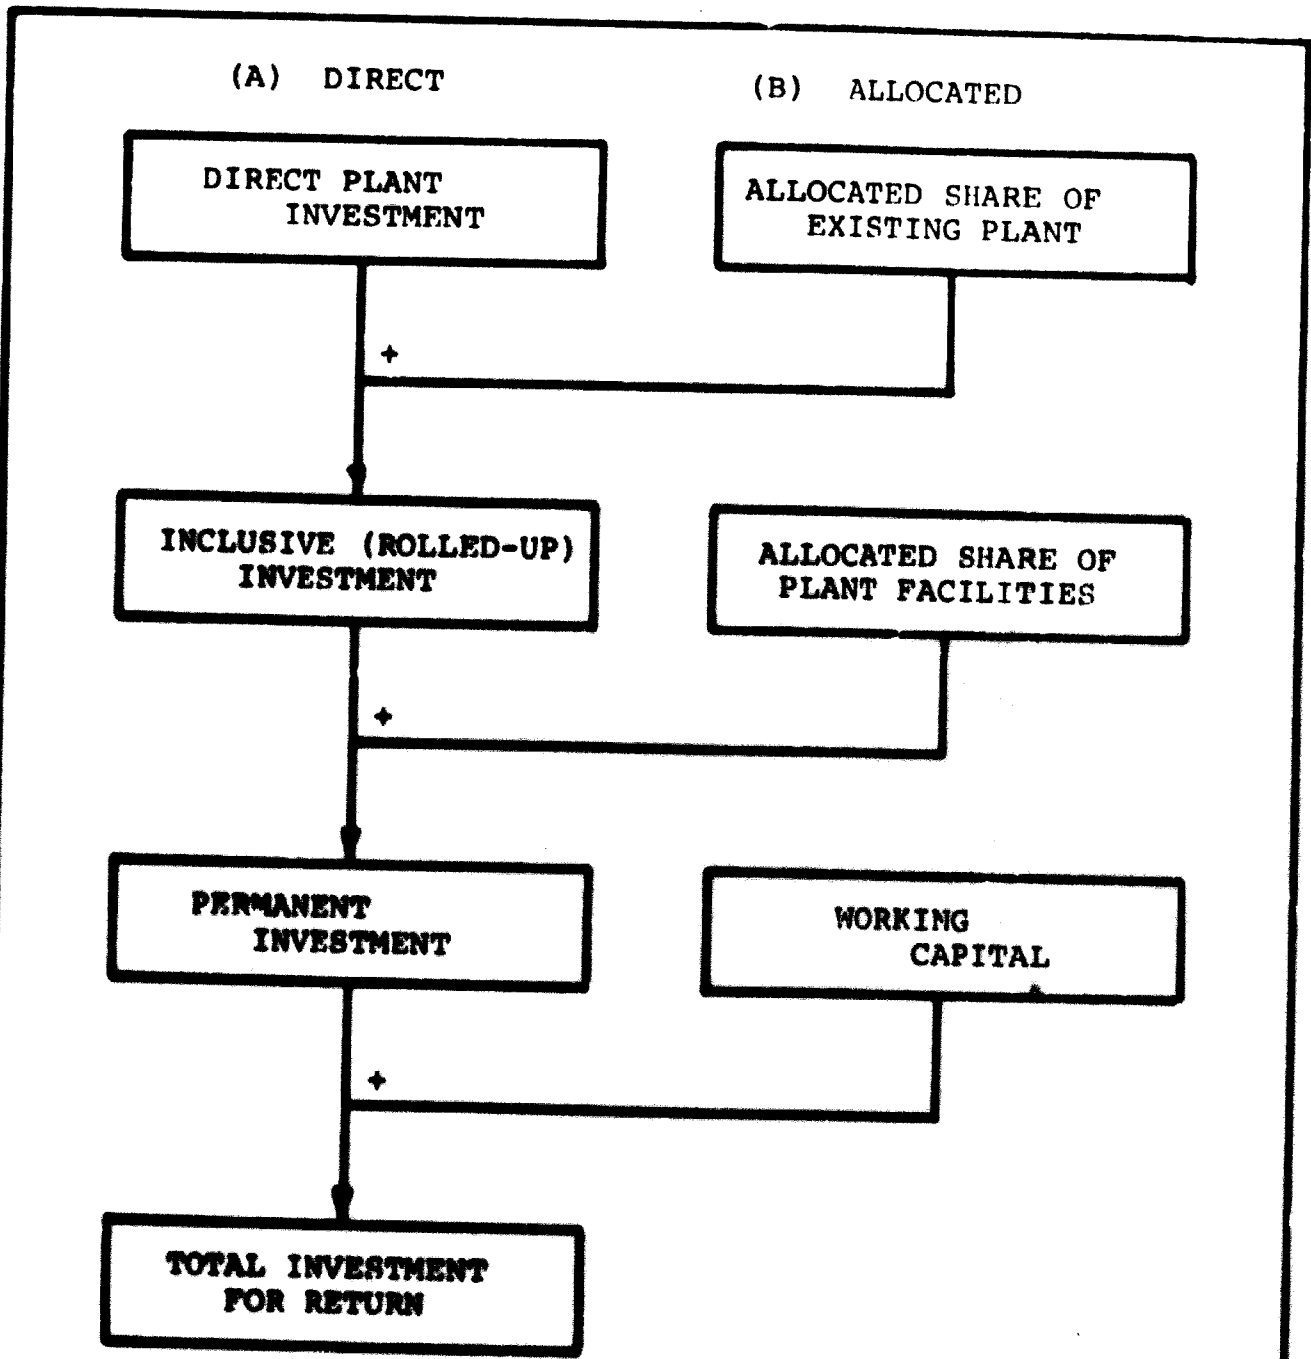 (A) DIRECT
(B) ALLOCATED
DIRECT PLANT
INVESTMENT
ALLOCATED SHARE OF
EXISTING PLANT
+
INCLUSIVE (ROLLED-UP)
INVESTMENT
ALLOCATED SHARE OF
PLANT FACILITIES
+
PERMANENT
INVESTMENT
WORKING
CAPITAL
+
TOTAL INVESTMENT
FOR RETURN